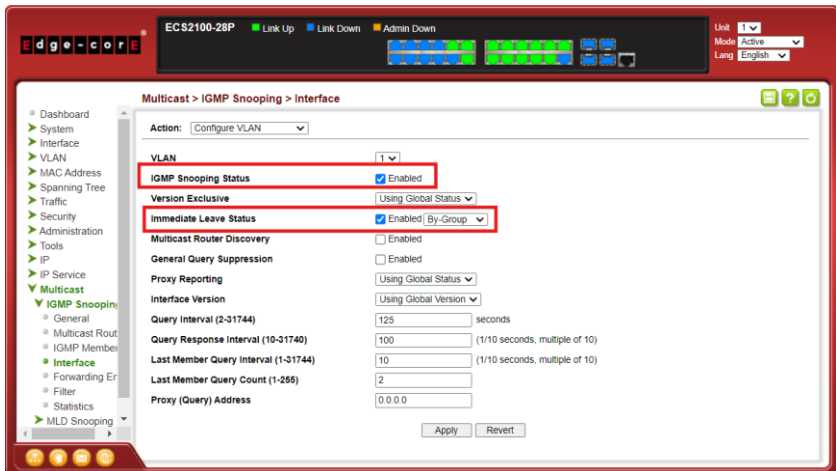 Edge-corE
ECS2100-28P Link Up Link Down Admin Down
Unit 1
Mode Active
Lang English
Multicast > IGMP Snooping > Interface
Dashboard
System
Interface
VLAN
MAC Address
Spanning Tree
Traffic
Security
Administration
Tools
IP
IP Service
Multicast
IGMP Snooping
General
Multicast Rout
IGMP Member
Interface
Forwarding En
Filter
Statistics
MLD Snooping
Action: Configure VLAN
VLAN 1
IGMP Snooping Status Enabled
Version Exclusive Using Global Status
Immediate Leave Status Enabled By-Group
Multicast Router Discovery Enabled
General Query Suppression Enabled
Proxy Reporting Using Global Status
Interface Version Using Global Version
Query Interval (2-31744) 125 seconds
Query Response Interval (10-31740) 100 (1/10 seconds, multiple of 10)
Last Member Query Interval (1-31744) 10 (1/10 seconds, multiple of 10)
Last Member Query Count (1-255) 2
Proxy (Query) Address 0.0.0.0
Apply Revert